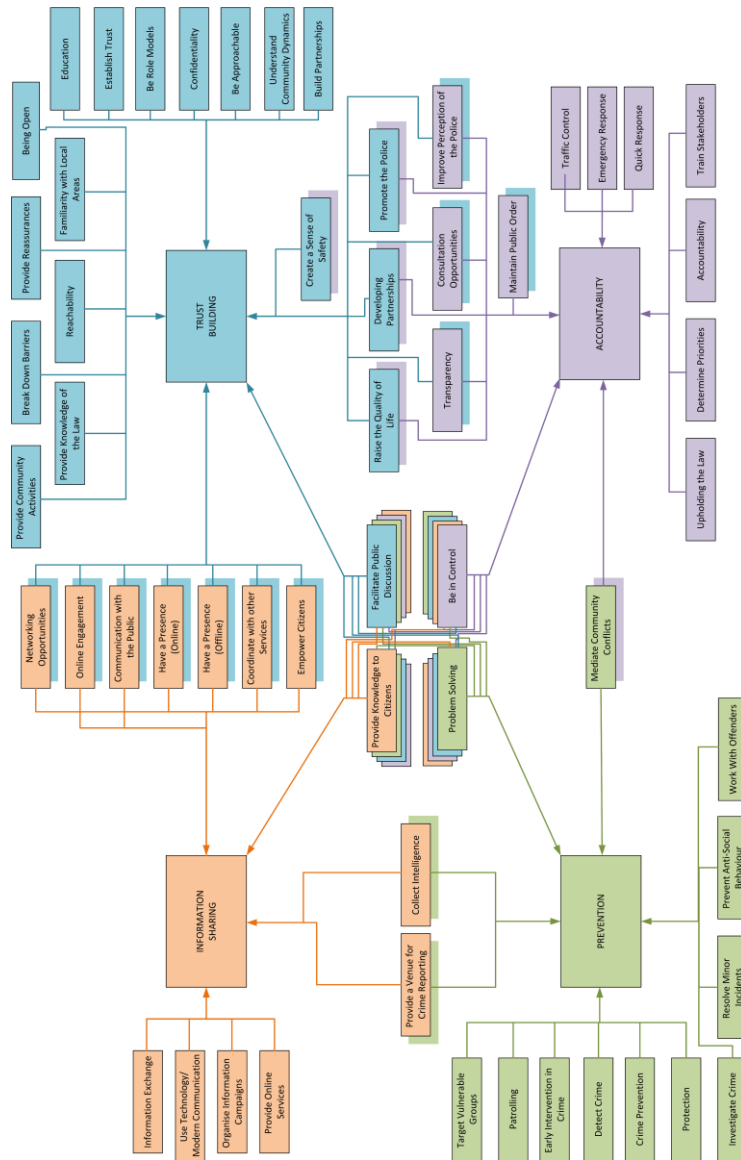 Information Exchange
Use Technology/
Modern Communication
Organise Information
Campaigns
Provide Online
Services
INFORMATION
SHARING
Networking
Opportunities
Online Engagement
Communication with
the Public
Have a Presence
(Online)
Have a Presence
(Offline)
Coordinate with other
Services
Empower Citizens
Provide Community
Activities
Break Down Barriers
Provide Reassurances
Being Open
Provide Knowledge of
the Law
Reachability
Familiarity with Local
Areas
TRUST
BUILDING
Education
Establish Trust
Be Role Models
Confidentiality
Be Approachable
Understand
Community Dynamics
Build Partnerships
Create a Sense of
Safety
Provide a Venue for
Crime Reporting
Collect Intelligence
Provide Knowledge to
Citizens
Facilitate Public
Discussion
Problem Solving
Be in Control
Raise the Quality of
Life
Developing
Partnerships
Promote the Police
Transparency
Consultation
Opportunities
Improve Perception of
the Police
Maintain Public Order
Target Vulnerable
Groups
Patrolling
Early Intervention in
Crime
Detect Crime
Crime Prevention
Protection
Investigate Crime
PREVENTION
Mediate Community
Conflicts
ACCOUNTABILITY
Traffic Control
Emergency Response
Quick Response
Resolve Minor
Incidents
Prevent Anti-Social
Behaviour
Work With Offenders
Upholding the Law
Determine Priorities
Accountability
Train Stakeholders